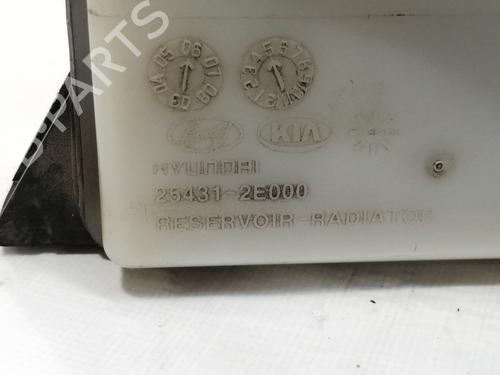 B-PARTS
04 05 06 07 08 09
KIA
HYUNDAI
25431-2E000
RESERVOIR-RADIATOR